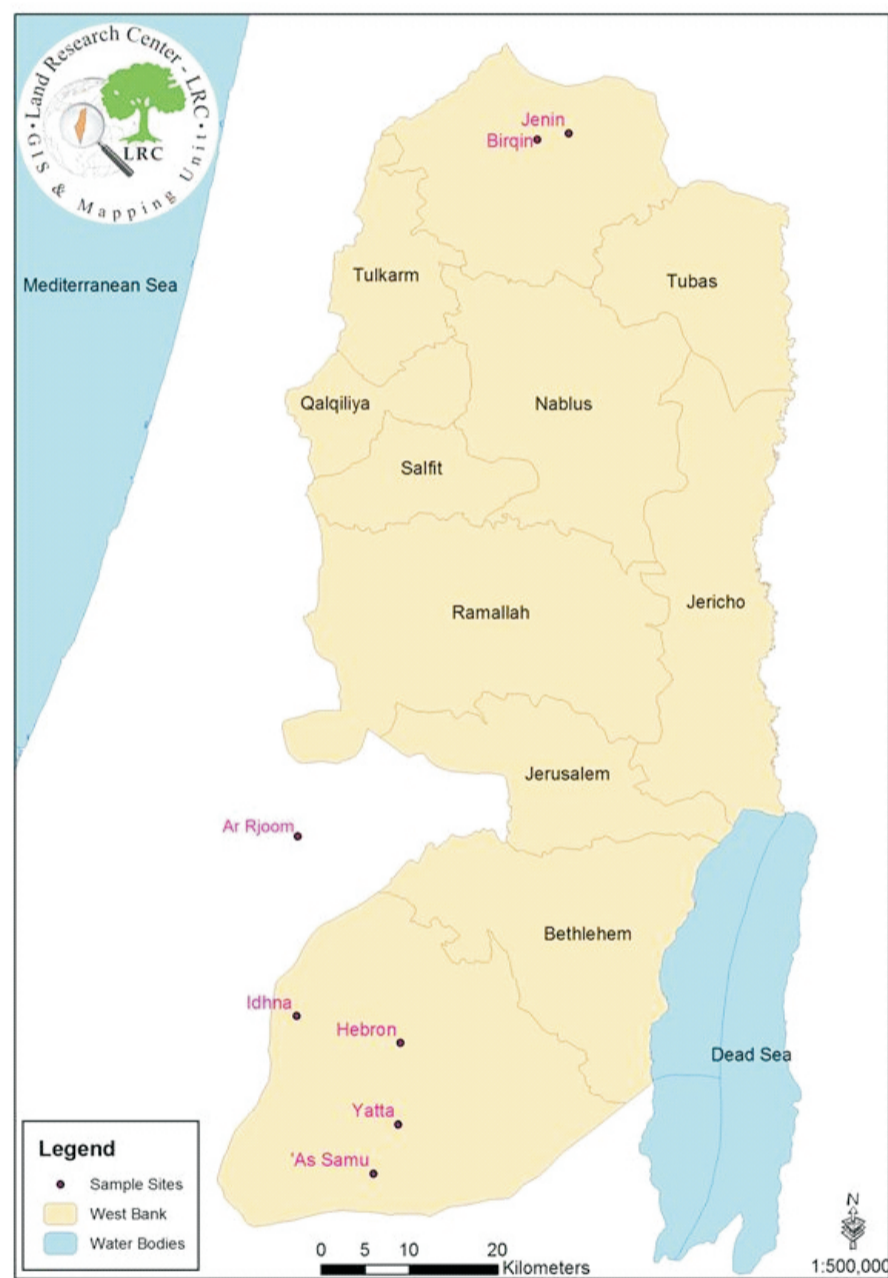 Land Research Center - LRC
GIS & Mapping Unit
LRC
Jenin
Birqin
Mediterranean Sea
Tulkarm
Tubas
Qalqiliya
Nablus
Salfit
Ramallah
Jericho
Jerusalem
Ar Rjoom
Bethlehem
Idhna
Hebron
Dead Sea
Yatta
'As Samu
Legend
Sample Sites
West Bank
Water Bodies
N
0 5 10 20
Kilometers
1:500,000